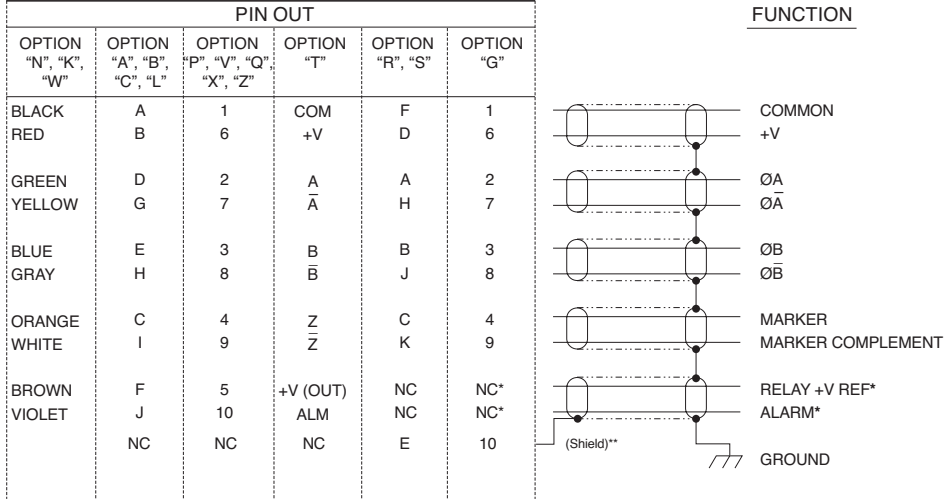 PIN OUT FUNCTION
OPTION "N", "K", "W" OPTION "A", "B", "C", "L" OPTION "P", "V", "Q", "X", "Z" OPTION "T" OPTION "R", "S" OPTION "G"
BLACK A 1 COM F 1 COMMON
RED B 6 +V D 6 +V
GREEN D 2 A A 2 ØA
YELLOW G 7 A̅ H 7 ØA̅
BLUE E 3 B B 3 ØB
GRAY H 8 B̅ J 8 ØB̅
ORANGE C 4 Z C 4 MARKER
WHITE I 9 Z̅ K 9 MARKER COMPLEMENT
BROWN F 5 +V (OUT) NC NC* RELAY +V REF*
VIOLET J 10 ALM NC NC* ALARM*
NC NC NC E 10 (Shield)**
GROUND